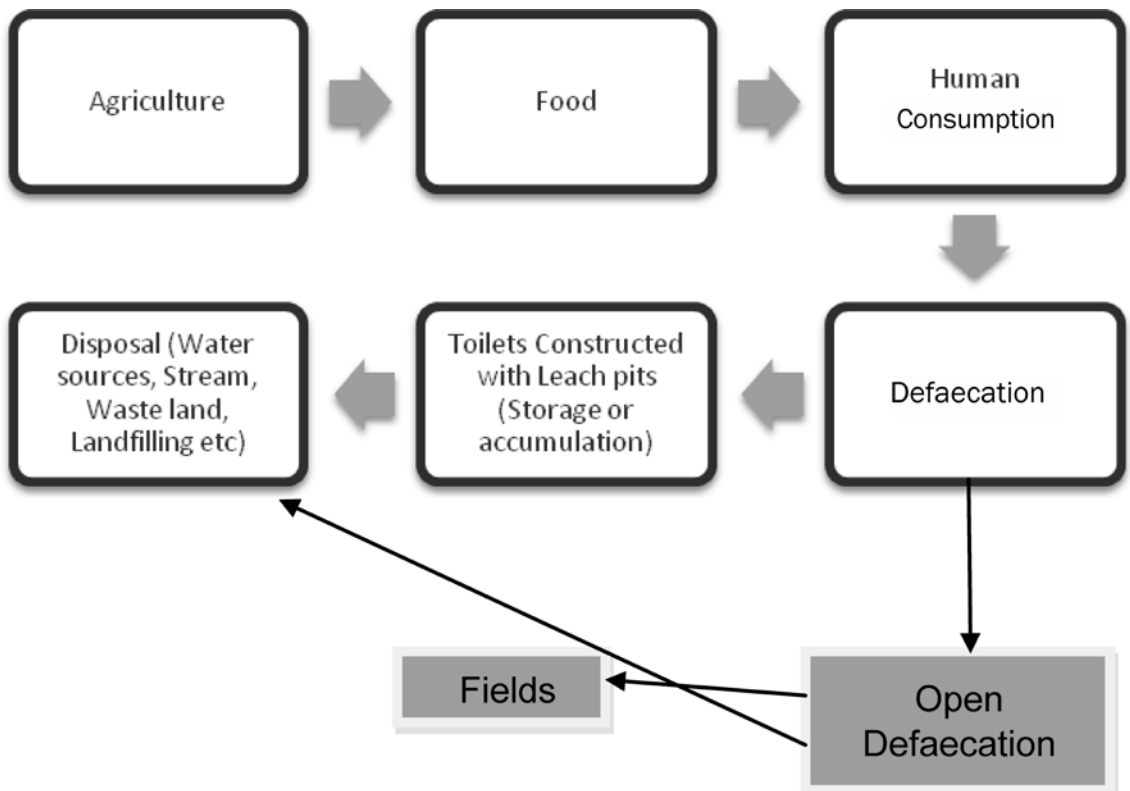 Agriculture
Food
Human
Consumption
Disposal (Water
sources, Stream,
Waste land,
Landfilling etc)
Toilets Constructed
with Leach pits
(Storage or
accumulation)
Defaecation
Fields
Open
Defaecation